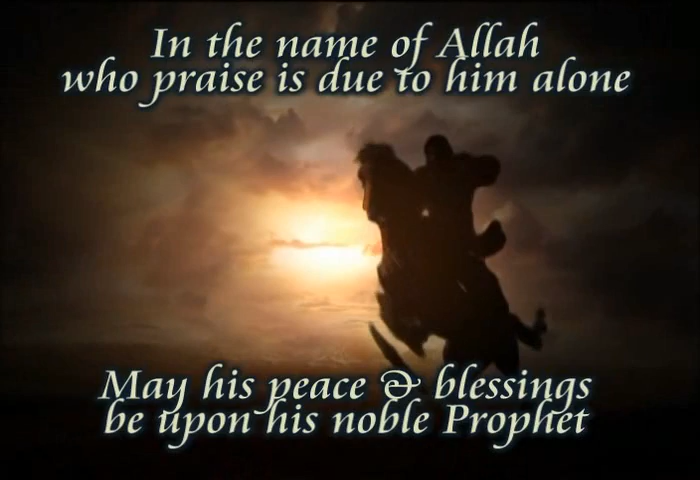 In the name of Allah
who praise is due to him alone
May his peace & blessings
be upon his noble Prophet